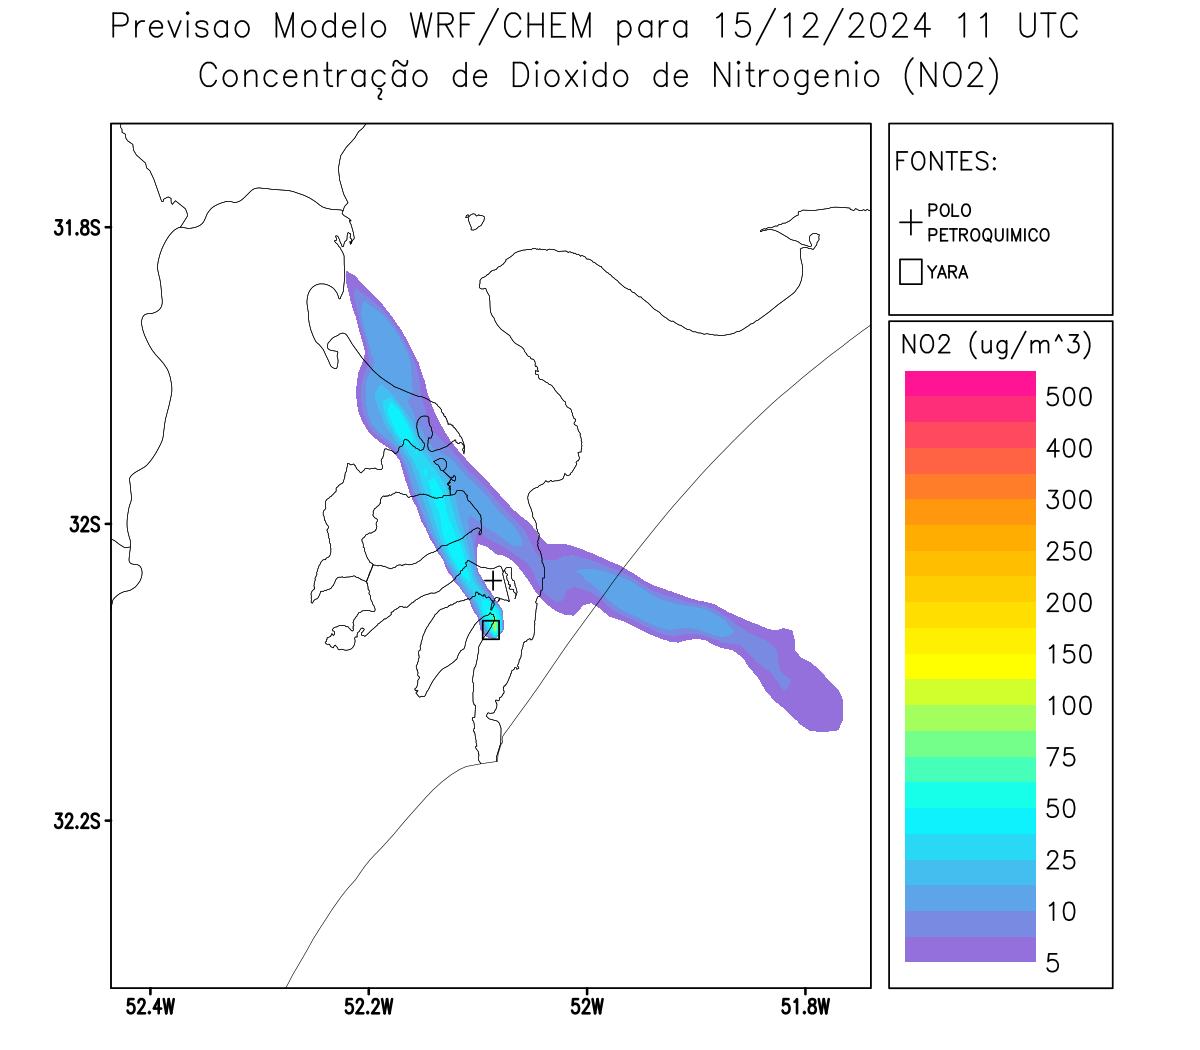 Previsao Modelo WRF/CHEM para 15/12/2024 11 UTC
Concentração de Dioxido de Nitrogenio (NO2)
FONTES:
POLO
PETROQUIMICO
YARA
NO2 (ug/m^3)
500
400
300
250
200
150
100
75
50
25
10
5
31.8S
32S
32.2S
52.4W
52.2W
52W
51.8W